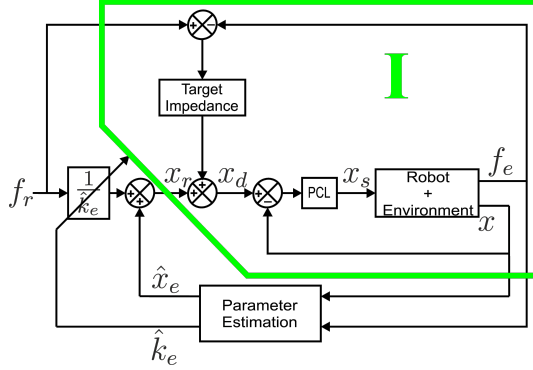 + −
I
Target
Impedance
f_r
1
k̂_e
+
+
x_r
+
+
x_d
+
−
PCL
x_s
Robot
+
Environment
f_e
x
x̂_e
Parameter
Estimation
k̂_e